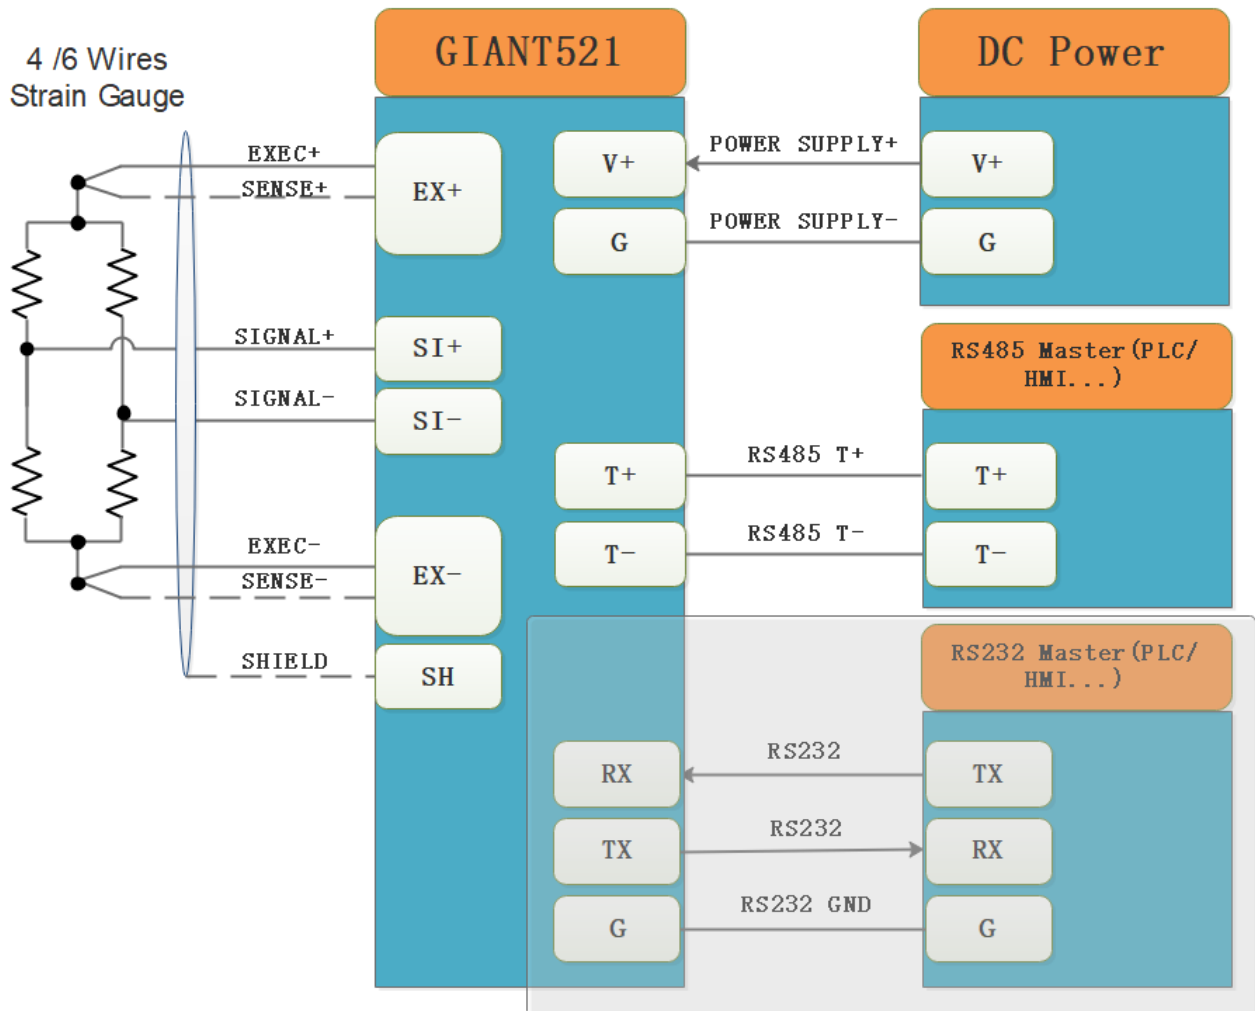 4 /6 Wires
Strain Gauge
GIANT521
DC Power
EXEC+
SENSE+
EX+
SIGNAL+
SI+
SIGNAL-
SI-
EXEC-
SENSE-
EX-
SHIELD
SH
V+
POWER SUPPLY+
V+
G
POWER SUPPLY-
G
RS485 Master(PLC/
HMI...)
T+
RS485 T+
T+
T-
RS485 T-
T-
RS232 Master(PLC/
HMI...)
RX
RS232
TX
TX
RS232
RX
G
RS232 GND
G